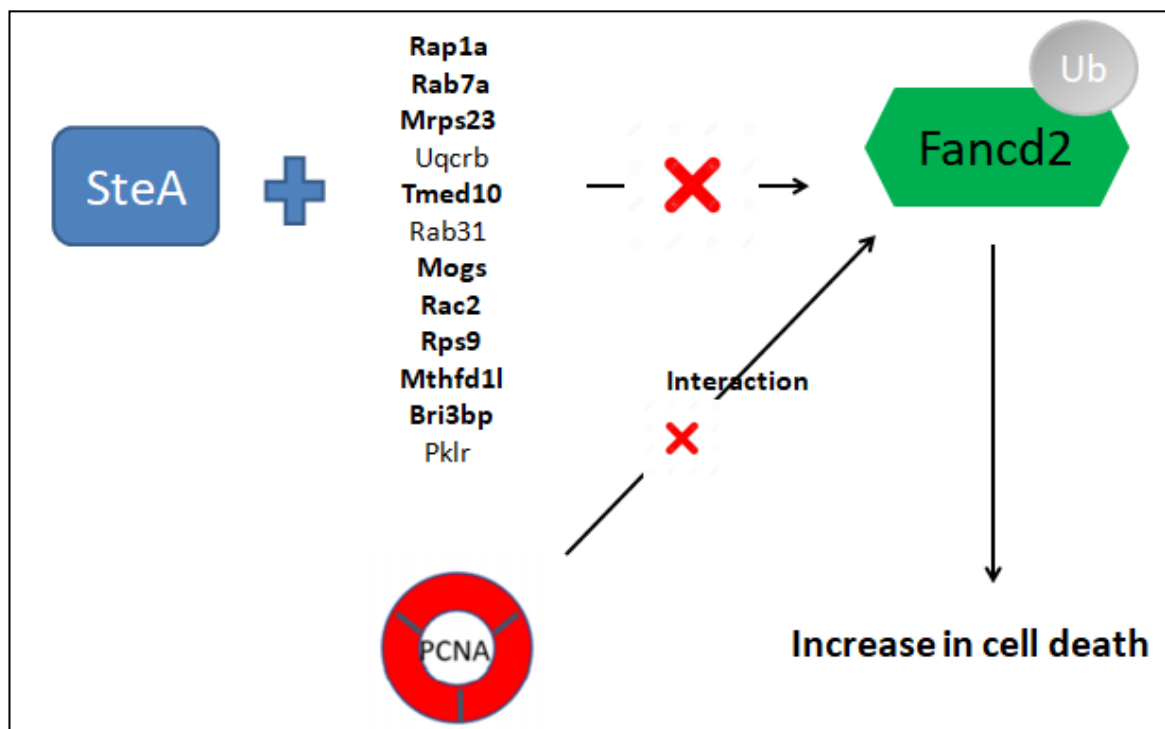 SteA
Rap1a
Rab7a
Mrps23
Uqcrb
Tmed10
Rab31
Mogs
Rac2
Rps9
Mthfd1l
Bri3bp
Pklr
Ub
Fancd2
Interaction
PCNA
Increase in cell death